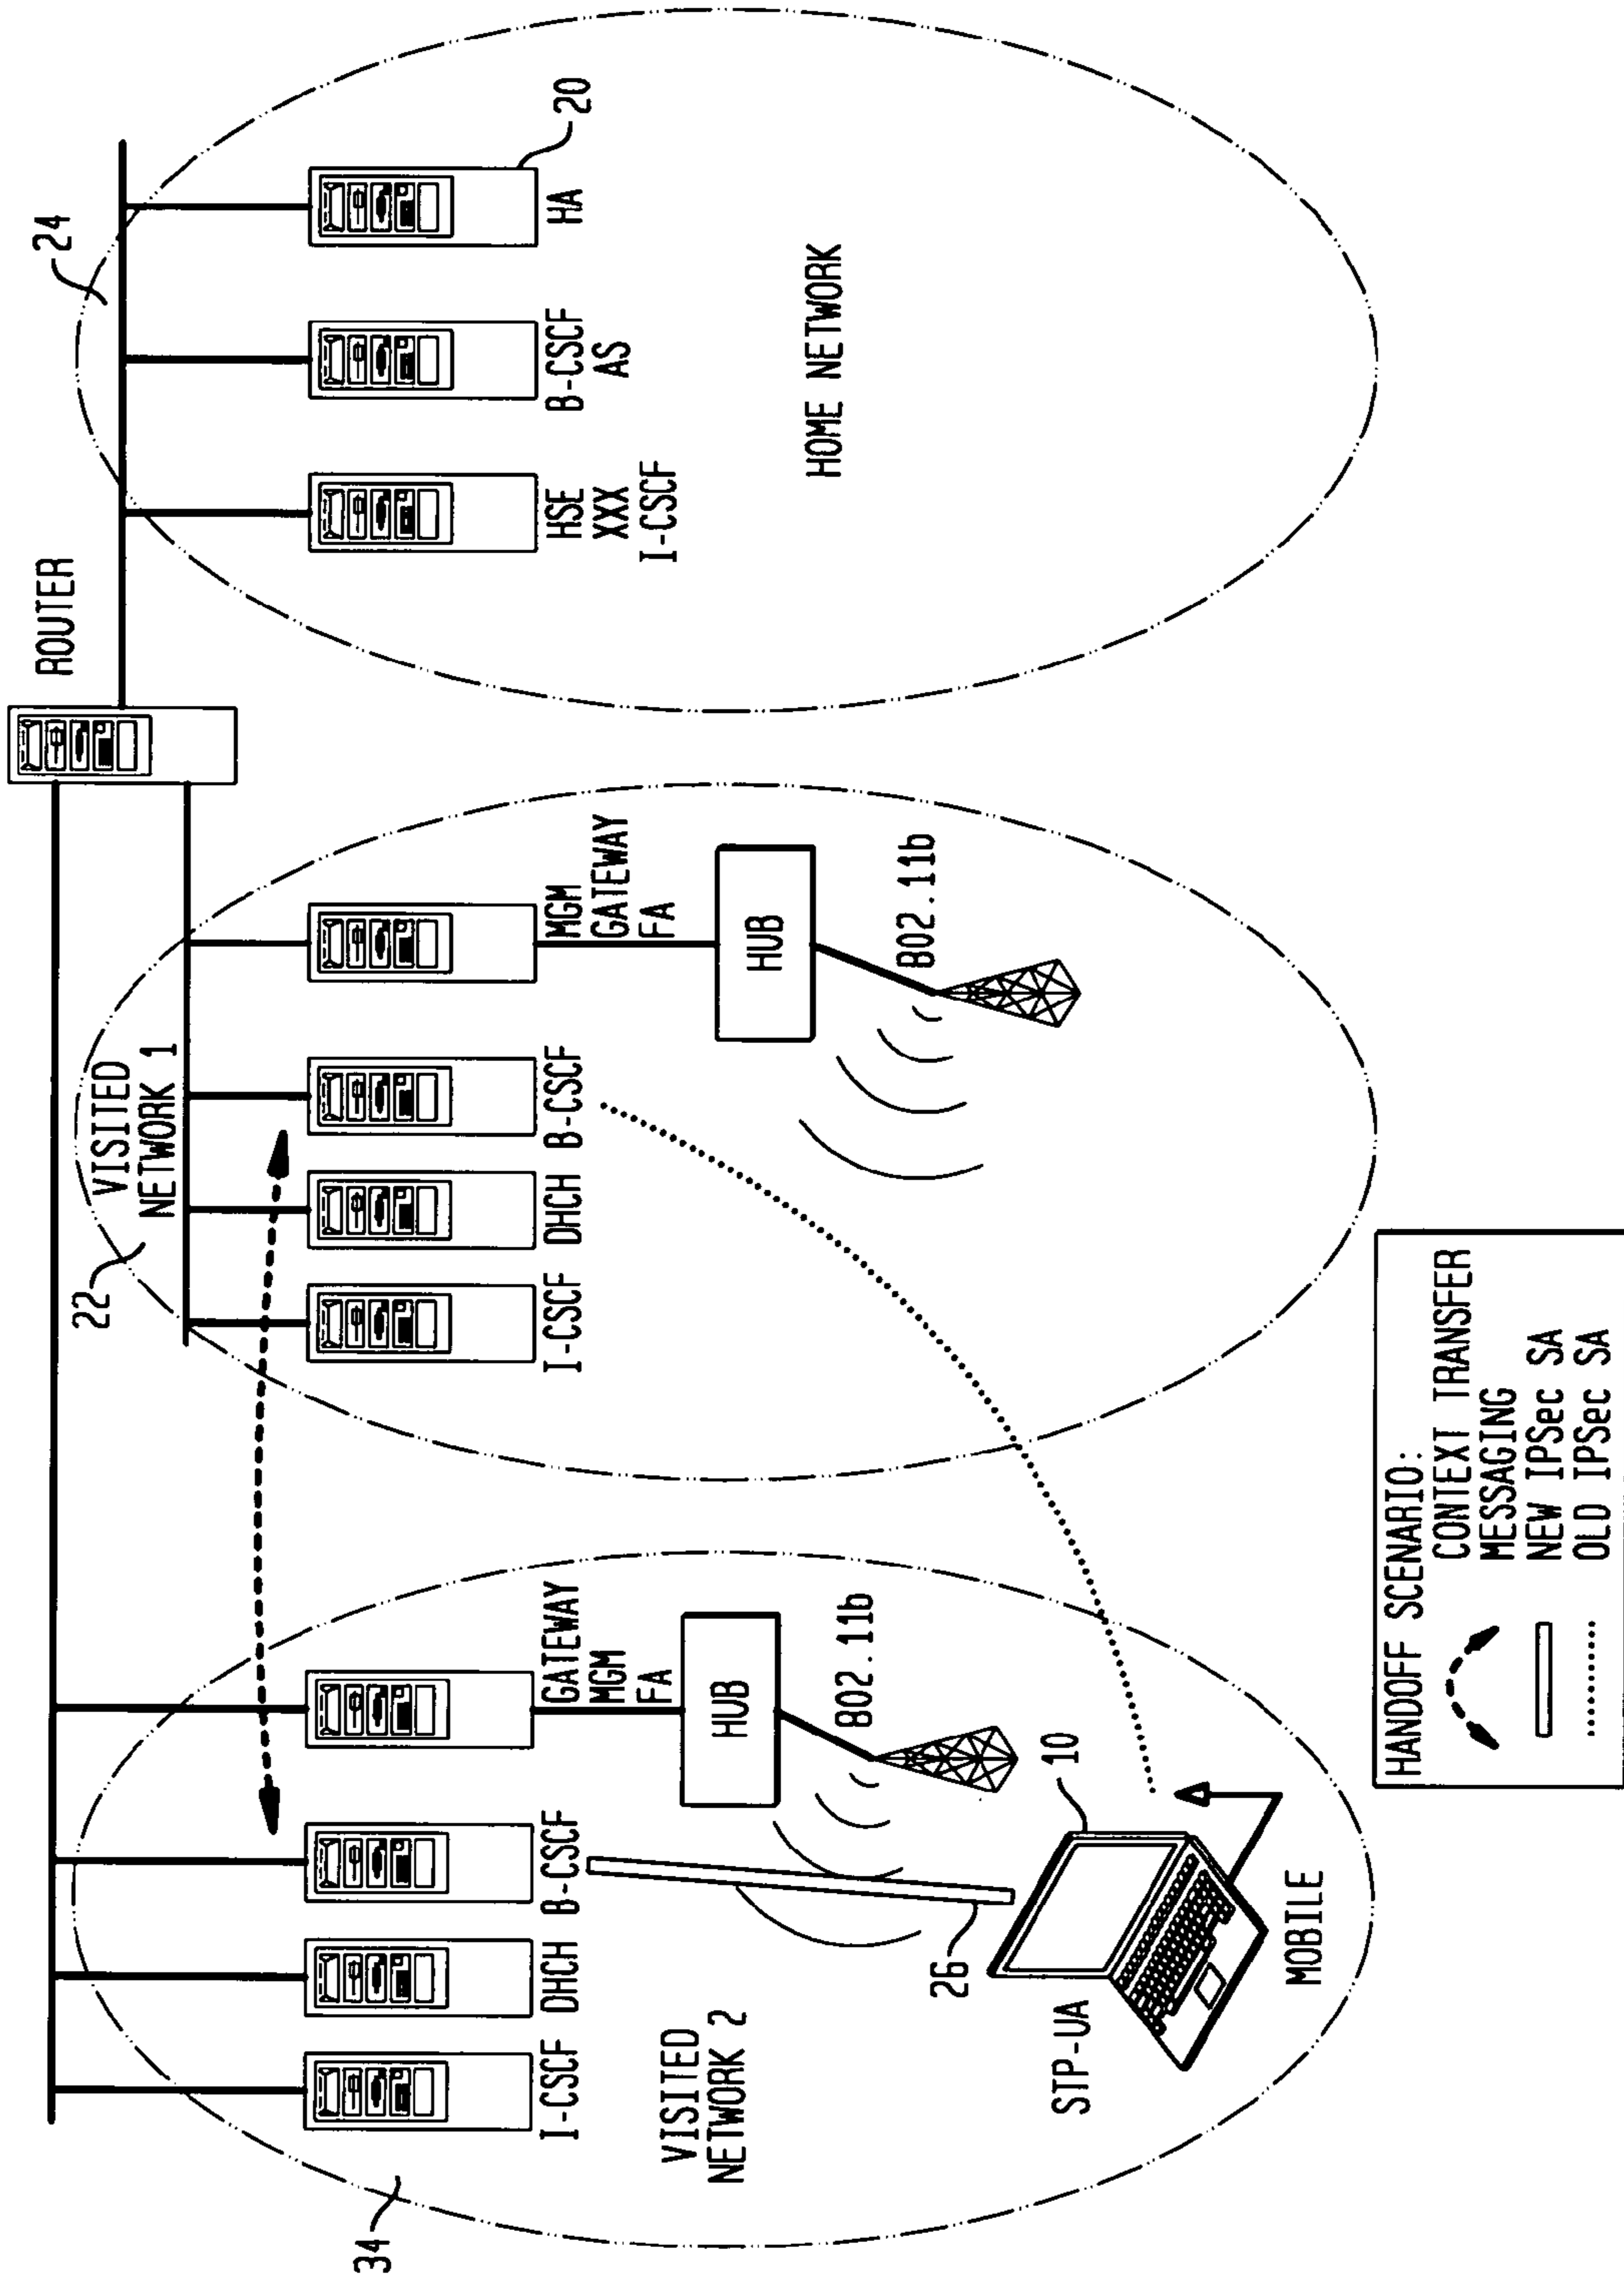 34
I-CSCF
DHCH
B-CSCF
GATEWAY
MGM
FA
HUB
802.11b
VISITED
NETWORK 2
26
10
STP-UA
MOBILE
22
VISITED
NETWORK 1
I-CSCF
DHCH
B-CSCF
MGM
GATEWAY
FA
HUB
802.11b
ROUTER
24
HSE
XXX
I-CSCF
B-CSCF
AS
HA
20
HOME NETWORK
HANDOFF SCENARIO:
CONTEXT TRANSFER
MESSAGING
NEW IPSec SA
OLD IPSec SA